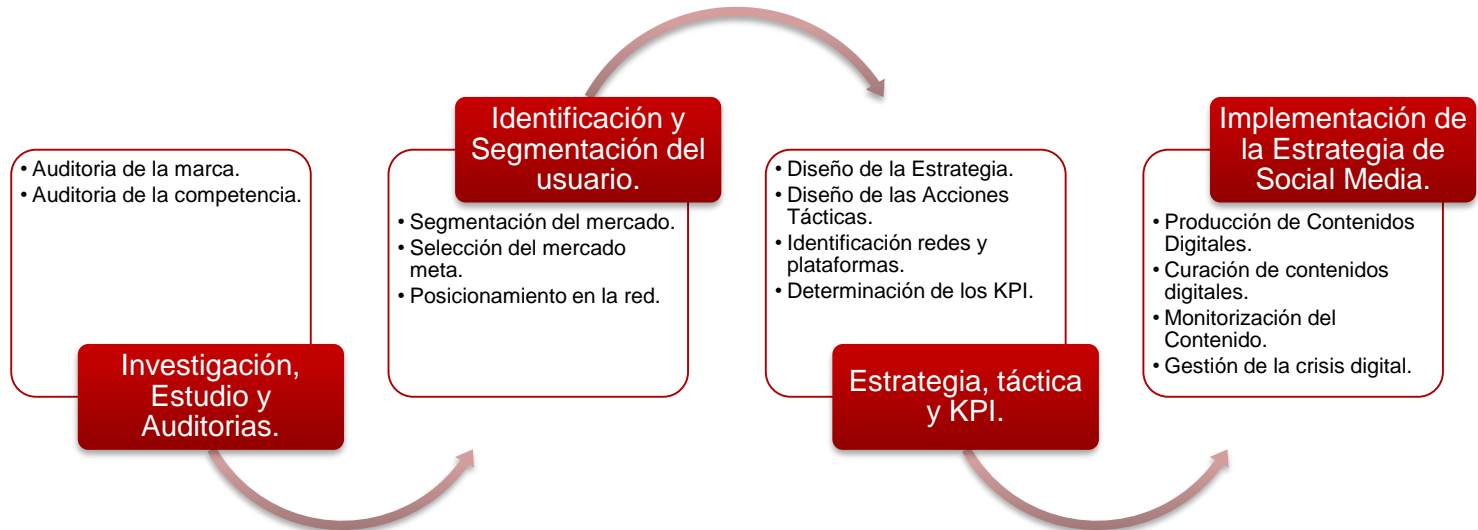 • Auditoria de la marca.
• Auditoria de la competencia.
Investigación,
Estudio y
Auditorias.
Identificación y
Segmentación del
usuario.
• Segmentación del mercado.
• Selección del mercado
meta.
• Posicionamiento en la red.
• Diseño de la Estrategia.
• Diseño de las Acciones
Tácticas.
• Identificación redes y
plataformas.
• Determinación de los KPI.
Estrategia, táctica
y KPI.
Implementación de
la Estrategia de
Social Media.
• Producción de Contenidos
Digitales.
• Curación de contenidos
digitales.
• Monitorización del
Contenido.
• Gestión de la crisis digital.